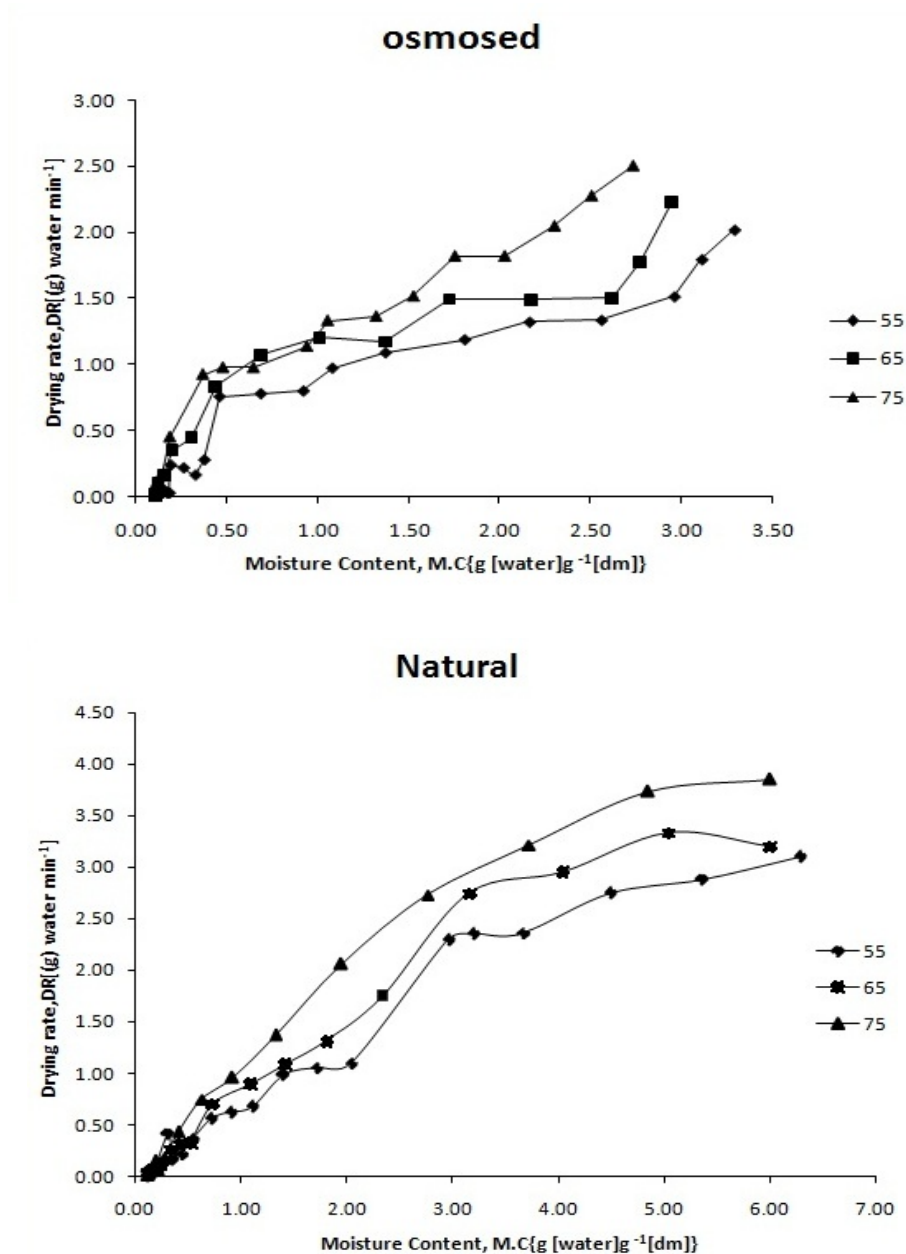 osmosed
3.00
2.50
2.00
1.50
1.00
0.50
0.00
Drying rate,DR[(g) water min-1]
0.00 0.50 1.00 1.50 2.00 2.50 3.00 3.50
Moisture Content, M.C{g [water]g -1[dm]}
55
65
75
Natural
4.50
4.00
3.50
3.00
2.50
2.00
1.50
1.00
0.50
0.00
Drying rate,DR[(g) water min-1]
0.00 1.00 2.00 3.00 4.00 5.00 6.00 7.00
Moisture Content, M.C{g [water]g-1[dm]}
55
65
75